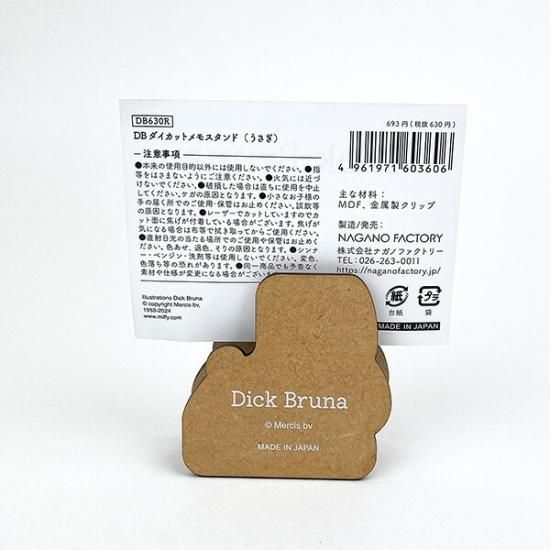 DB630R
DB ダイカットメモスタンド（うさぎ）
注意事項
●本来の使用目的以外には使用しないでください。●指
等をはさまないようにご注意ください。●火気には近づ
けないでください。●破損した場合は直ちに使用を中止
してください。ケガの原因となります。●小さなお子様の
手の届く所でのご使用・保管はお止めください。誤飲等
の原因となります。●レーザーでカットしていますのでカ
ット面に焦げが付着している場合がございます。焦げが
気になる場合は布等で拭き取ってからご使用ください。
●直射日光の当たる場所でのご使用や保管はお止めく
ださい。色あせ、退色、そりの原因となります。●シンナ
ー・ベンジン・洗剤等は使用しないでください。変色、
色落ち等の恐れがあります。●同一商品でも予告なく
素材や仕様が変更になる場合がございます。
Illustrations Dick Bruna
© copyright Mercis bv,
1953-2024
www.miffy.com
693円（税抜630円）
4 961971 603606
主な材料：
MDF、金属製クリップ
製造/発売：
NAGANO FACTORY
株式会社ナガノファクトリー
TEL：026-263-0011
https://naganofactory.jp/
紙
台紙
プラ
袋
MADE IN JAPAN
Dick Bruna
© Mercis bv
MADE IN JAPAN